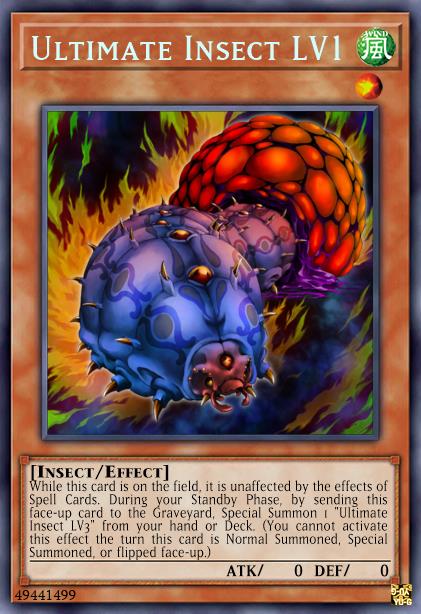 ULTIMATE INSECT LV1
WIND
風
[INSECT/EFFECT]
While this card is on the field, it is unaffected by the effects of
Spell Cards. During your Standby Phase, by sending this
face-up card to the Graveyard, Special Summon 1 "Ultimate
Insect LV3" from your hand or Deck. (You cannot activate
this effect the turn this card is Normal Summoned, Special
Summoned, or flipped face-up.)
ATK/ 0 DEF/ 0
49441499